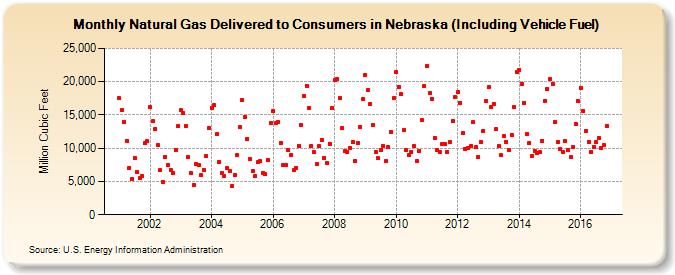 Monthly Natural Gas Delivered to Consumers in Nebraska (Including Vehicle Fuel)
Million Cubic Feet
25,000
20,000
15,000
10,000
5,000
0
2002 2004 2006 2008 2010 2012 2014 2016
Source: U.S. Energy Information Administration